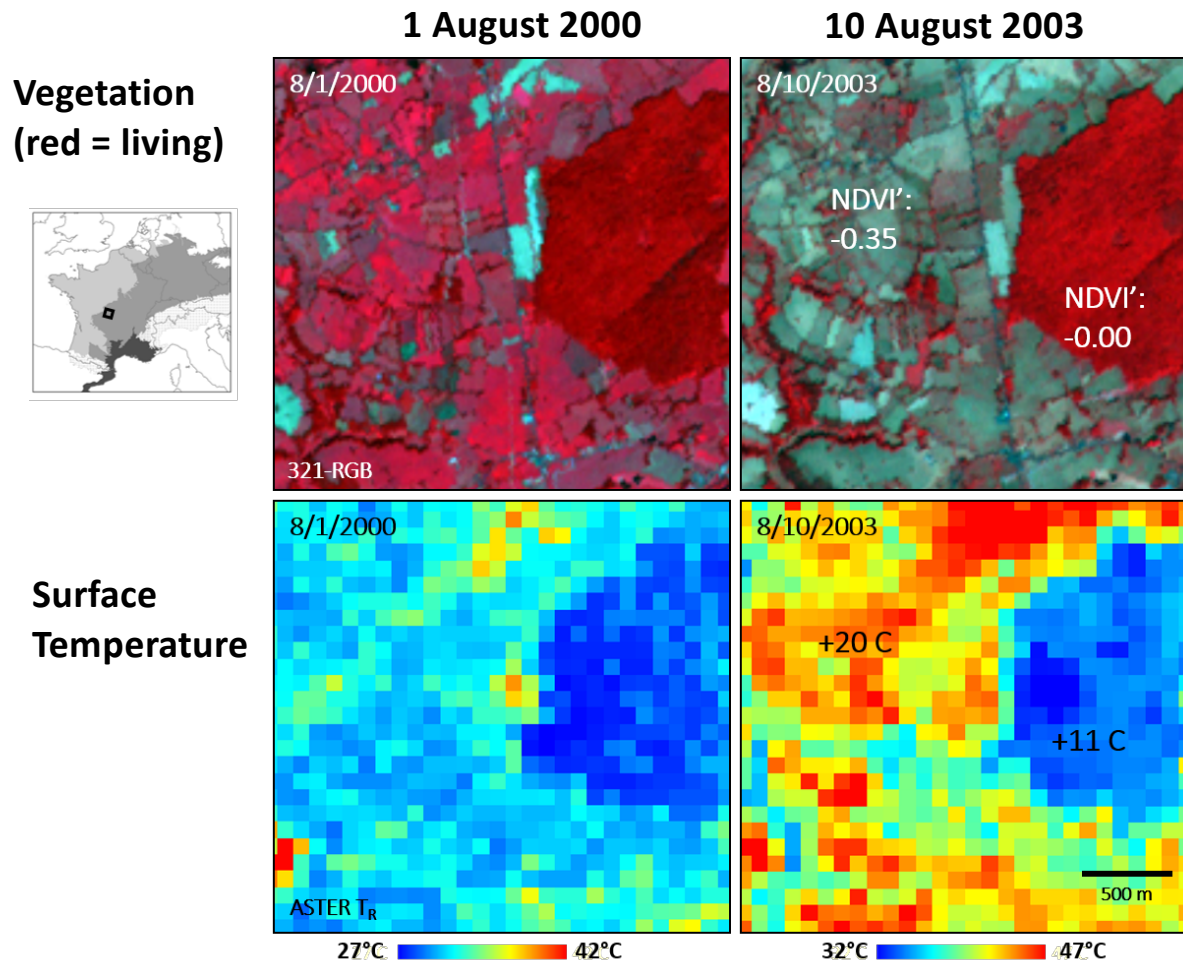 1 August 2000
10 August 2003
Vegetation
(red = living)
8/1/2000
321-RGB
8/10/2003
NDVI’:
-0.35
NDVI’:
-0.00
Surface
Temperature
8/1/2000
ASTER TR
8/10/2003
+20 C
+11 C
500 m
27°C
42°C
32°C
47°C